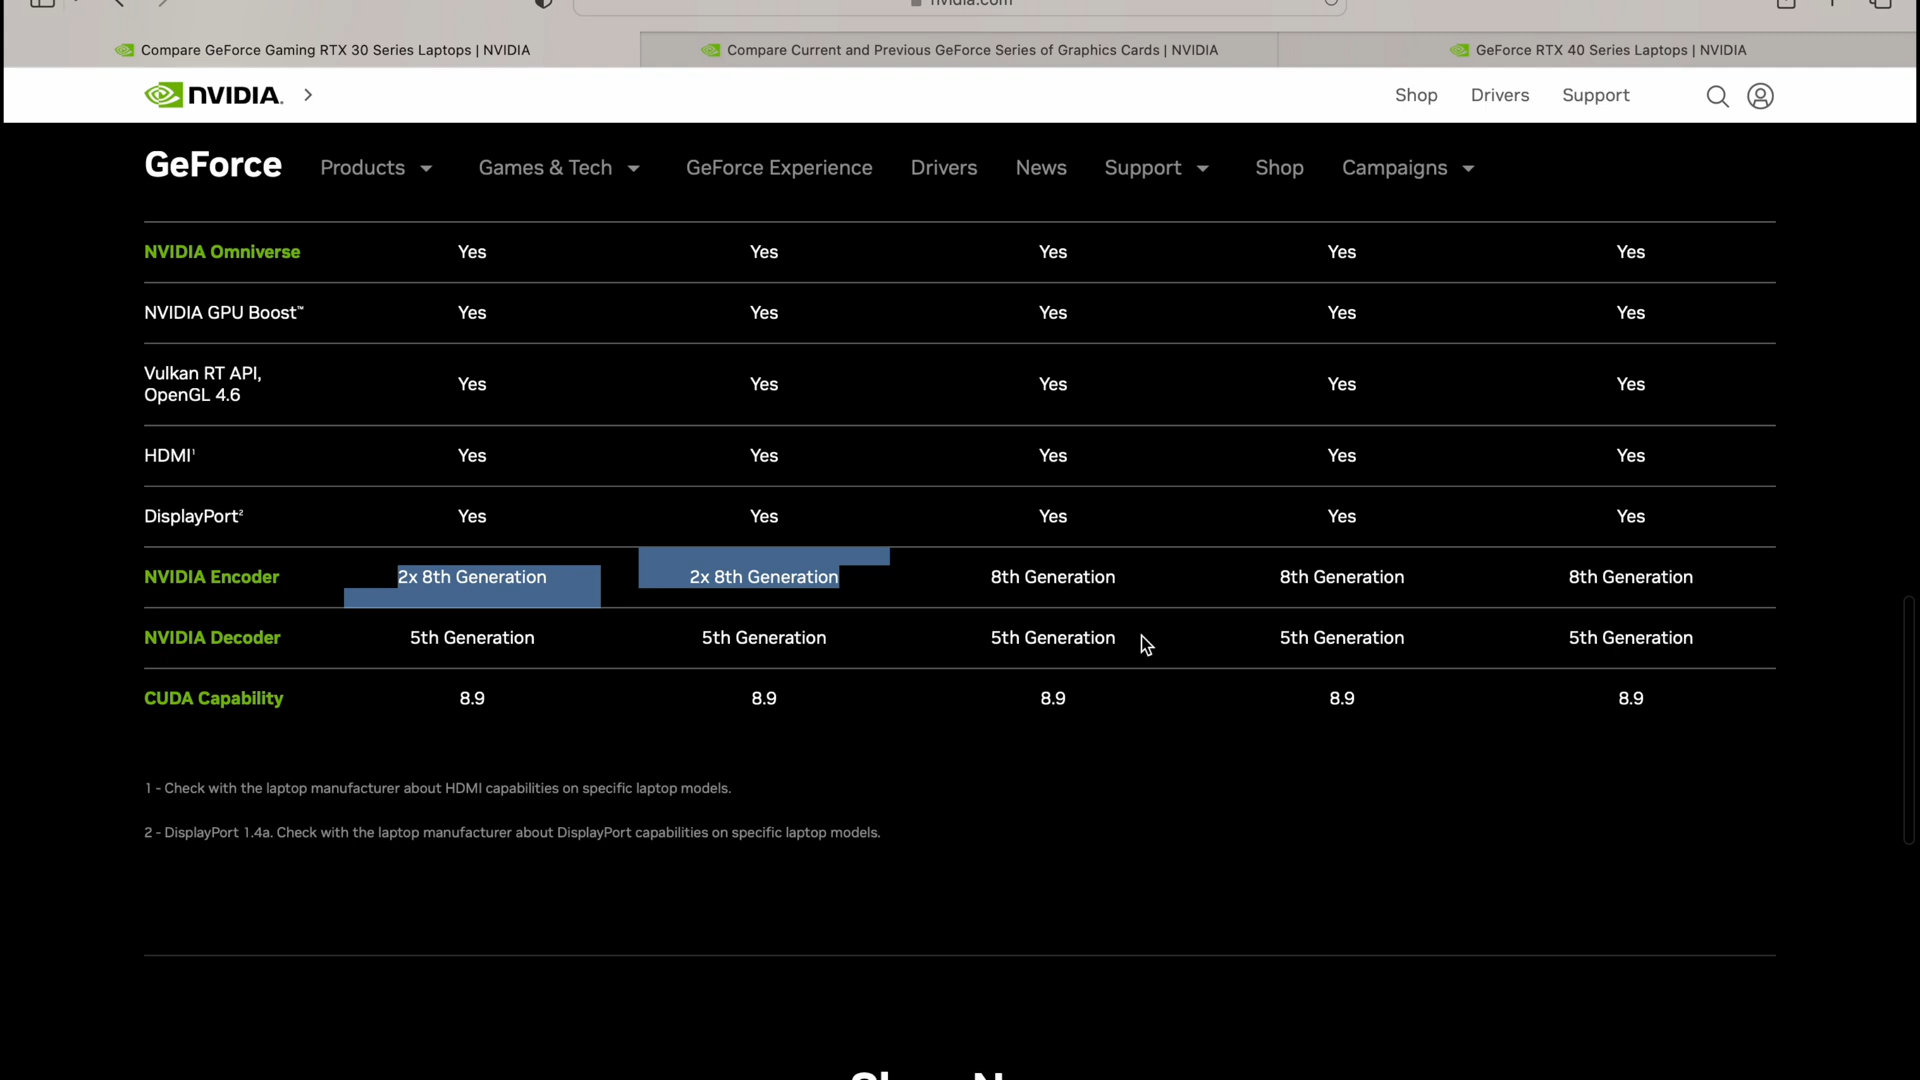 nvidia.com
Compare GeForce Gaming RTX 30 Series Laptops | NVIDIA
Compare Current and Previous GeForce Series of Graphics Cards | NVIDIA
GeForce RTX 40 Series Laptops | NVIDIA
NVIDIA.
Shop Drivers Support
GeForce Products Games & Tech GeForce Experience Drivers News Support Shop Campaigns
NVIDIA Omniverse Yes Yes Yes Yes Yes
NVIDIA GPU Boost™ Yes Yes Yes Yes Yes
Vulkan RT API,
OpenGL 4.6 Yes Yes Yes Yes Yes
HDMI¹ Yes Yes Yes Yes Yes
DisplayPort² Yes Yes Yes Yes Yes
NVIDIA Encoder 2x 8th Generation 2x 8th Generation 8th Generation 8th Generation 8th Generation
NVIDIA Decoder 5th Generation 5th Generation 5th Generation 5th Generation 5th Generation
CUDA Capability 8.9 8.9 8.9 8.9 8.9
1 - Check with the laptop manufacturer about HDMI capabilities on specific laptop models.
2 - DisplayPort 1.4a. Check with the laptop manufacturer about DisplayPort capabilities on specific laptop models.